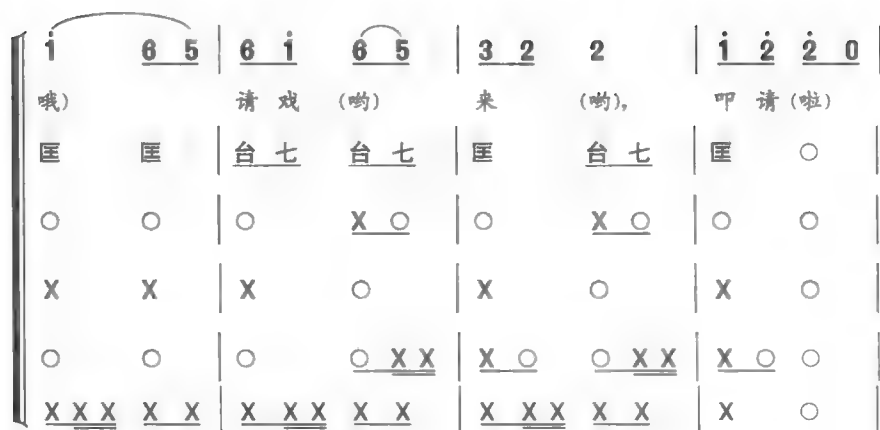 i 6 5 | 6 i 6 5 | 3 2 2 | i 2̇ 2̇ 0 |
哦) 请 戏 (哟) 来 (哟), 叩 请 (啦)
匡 匡 | 台 七 台 七 | 匡 台 七 | 匡 ○ |
○ ○ | ○ X ○ | ○ X ○ | ○ ○ |
X X | X ○ | X ○ | X ○ |
○ ○ | ○ ○ X X | X ○ ○ X X | X ○ ○ |
X X X X X | X X X X X | X X X X X | X ○ |